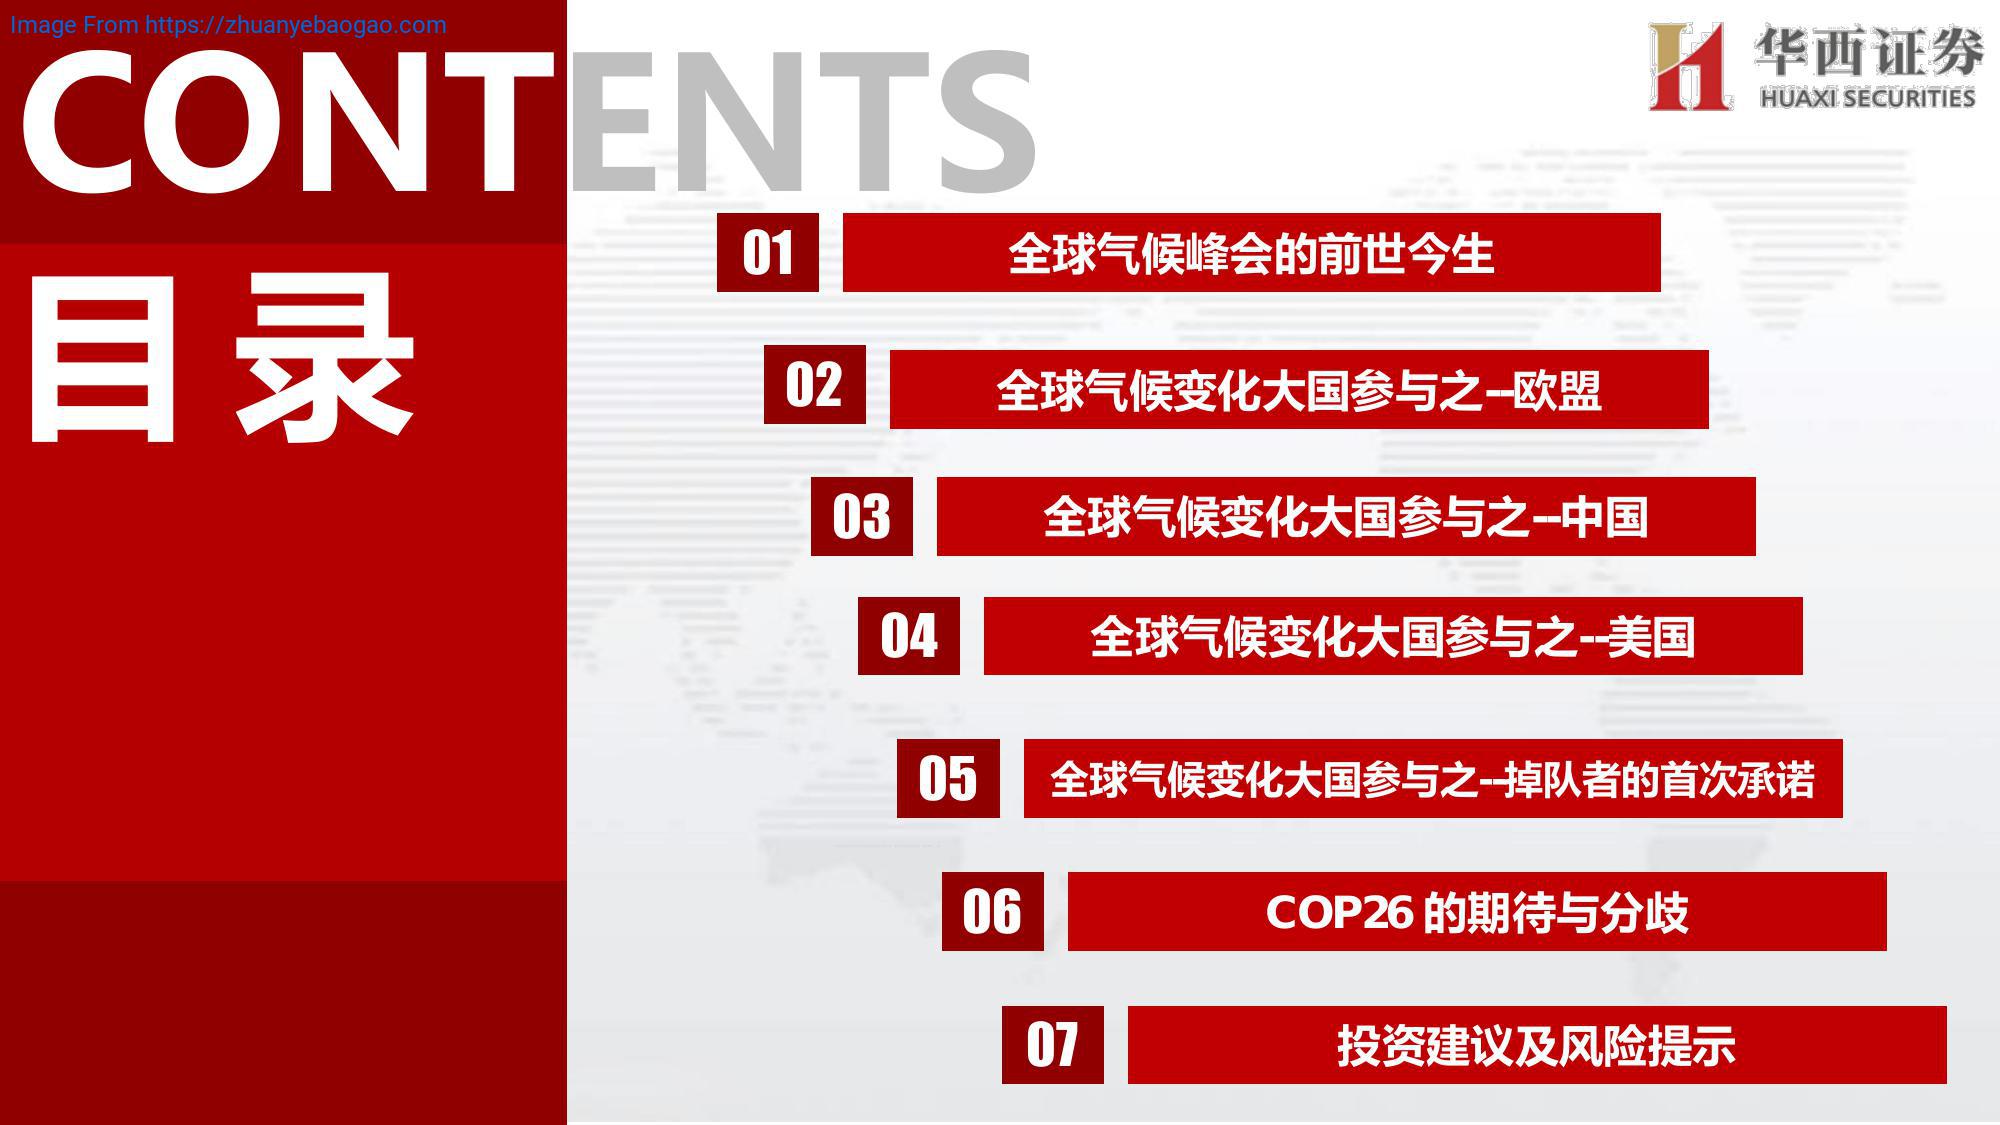 Image From https://zhuanyebaogao.com
CONTENTS
华西证券
HUAXI SECURITIES
目录
01 全球气候峰会的前世今生
02 全球气候变化大国参与之--欧盟
03 全球气候变化大国参与之--中国
04 全球气候变化大国参与之--美国
05 全球气候变化大国参与之--掉队者的首次承诺
06 COP26 的期待与分歧
07 投资建议及风险提示